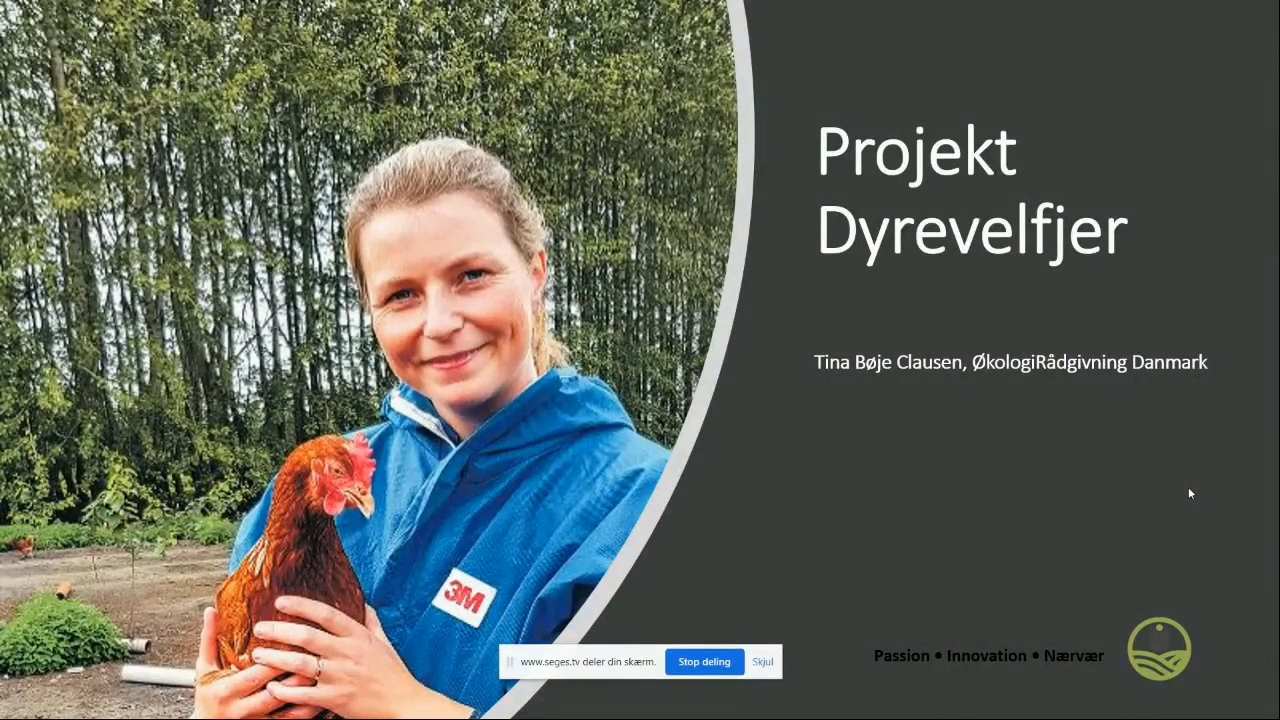 Projekt
Dyrevelfjer
Tina Bøje Clausen, ØkologiRådgivning Danmark
3M
www.seges.tv deler din skærm. Stop deling Skjul
Passion • Innovation • Nærvær